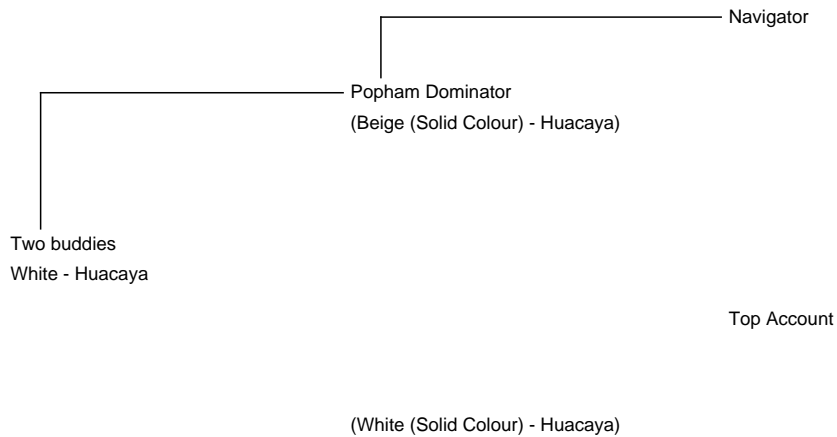 Navigator
Popham Dominator
(Beige (Solid Colour) - Huacaya)
Two buddies
White - Huacaya
Top Account
(White (Solid Colour) - Huacaya)